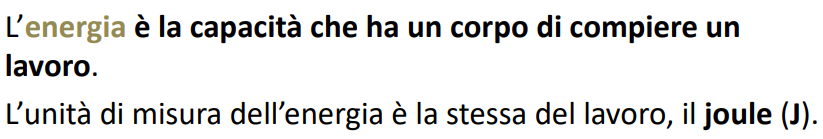 L’energia è la capacità che ha un corpo di compiere un
lavoro.
L’unità di misura dell’energia è la stessa del lavoro, il joule (J).